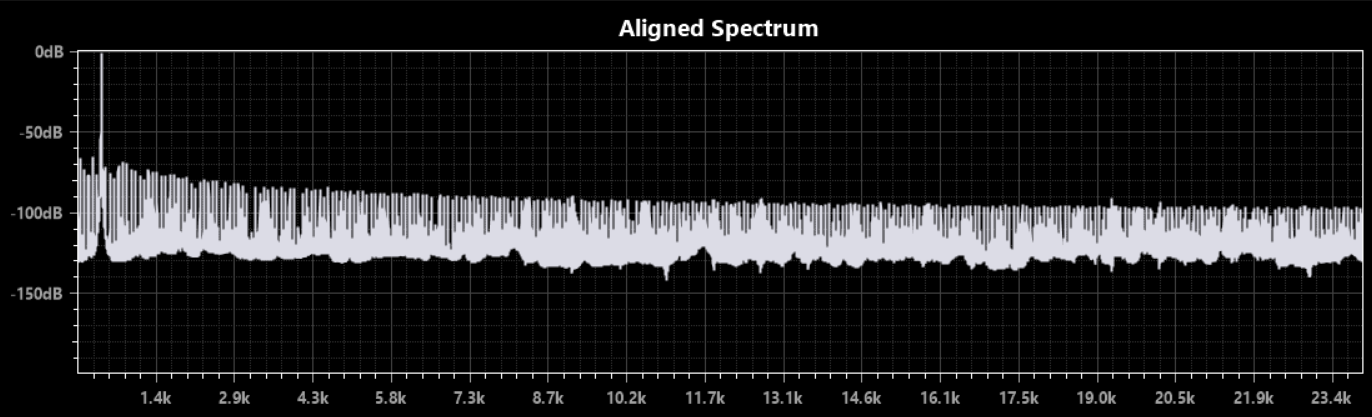 Aligned Spectrum
0dB
-50dB
-100dB
-150dB
1.4k 2.9k 4.3k 5.8k 7.3k 8.7k 10.2k 11.7k 13.1k 14.6k 16.1k 17.5k 19.0k 20.5k 21.9k 23.4k